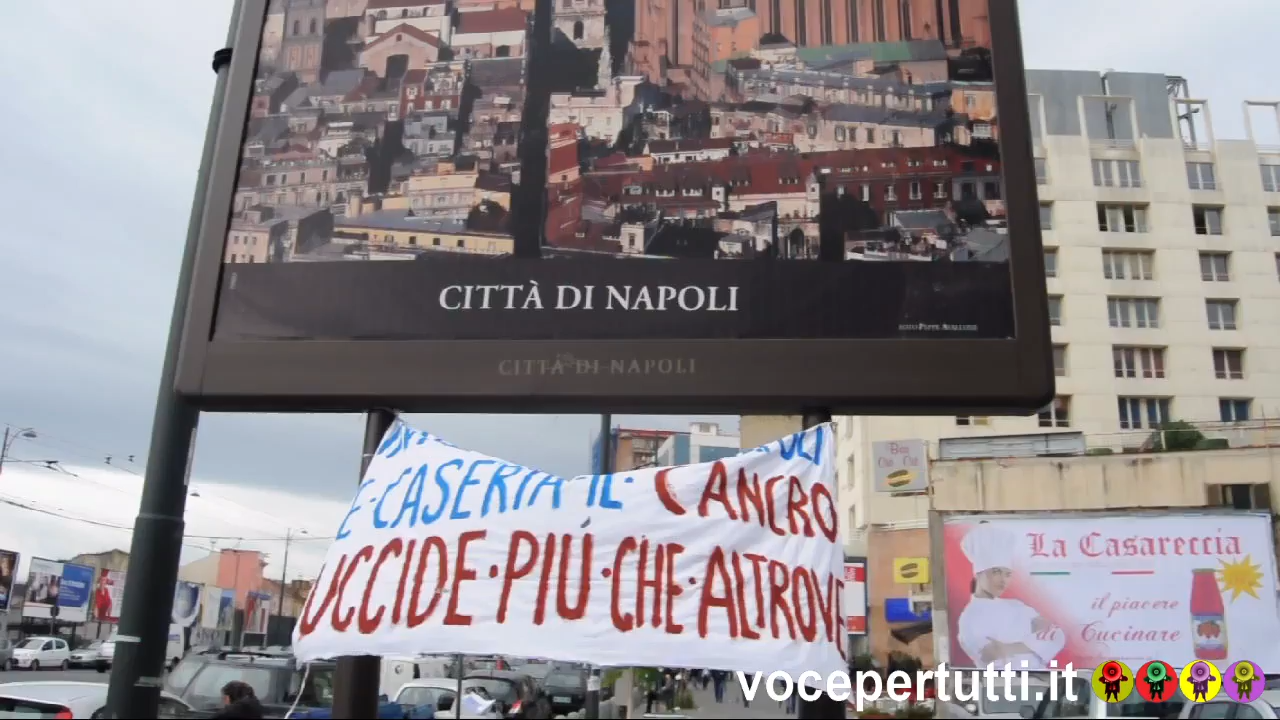 CITTÀ DI NAPOLI
CITTÀ DI NAPOLI
E·CASERTA·IL·CANCRO
UCCIDE·PIÚ·CHE·ALTROVE
La Casareccia
il piacere
di Cucinare
vocepertutti.it